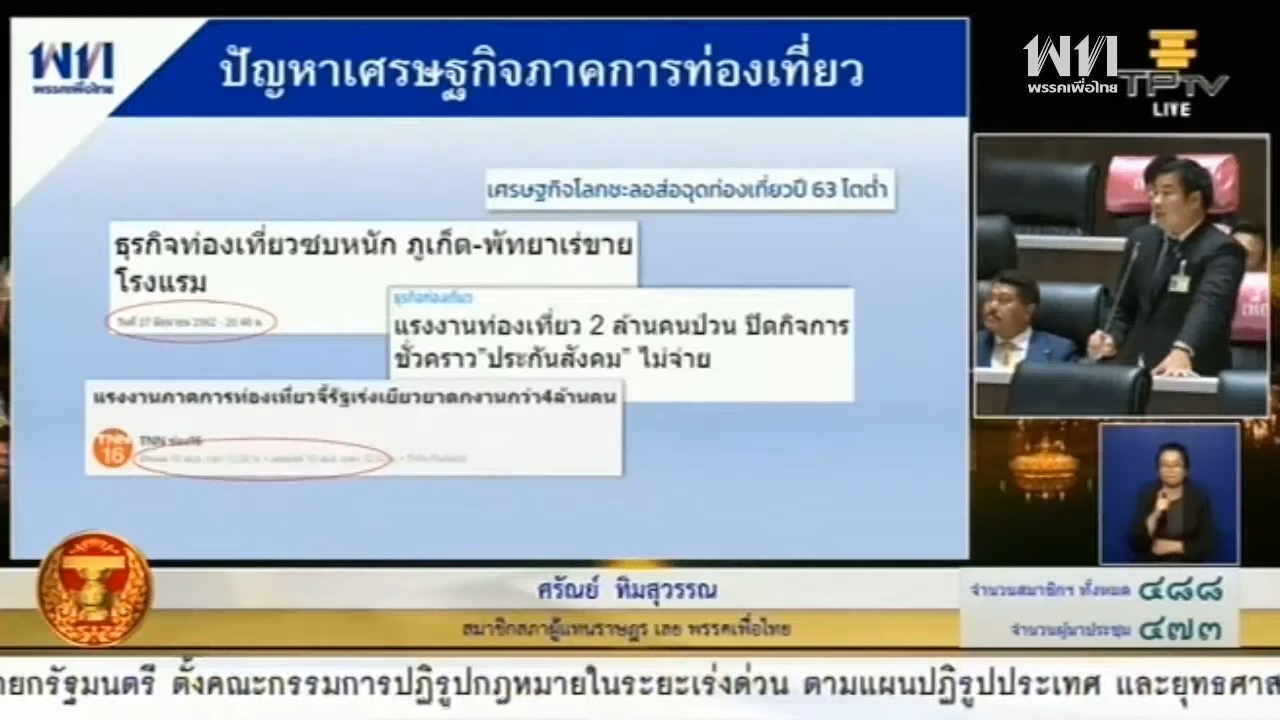 พท
พรรคเพื่อไทย
ปัญหาเศรษฐกิจภาคการท่องเที่ยว
พท
พรรคเพื่อไทย
TPTV
LIVE
เศรษฐกิจโลกชะลอส่อฉุดท่องเที่ยวปี 63 โตต่ำ
ธุรกิจท่องเที่ยวซบหนัก ภูเก็ต-พัทยาเร่ขาย
โรงแรม
ธุรกิจท่องเที่ยว
แรงงานท่องเที่ยว 2 ล้านคนป่วน ปิดกิจการ
ชั่วคราว"ประกันสังคม" ไม่จ่าย
แรงงานภาคการท่องเที่ยวจี้รัฐเร่งเยียวยาตกงานกว่า4ล้านคน
TNN
16
TNN ช่อง16
ศรัณย์ ทิมสุวรรณ
สมาชิกสภาผู้แทนราษฎร เลย พรรคเพื่อไทย
จำนวนสมาชิกฯ ทั้งหมด ๔๘๘
จำนวนผู้มาประชุม ๔๗๓
ายกรัฐมนตรี ตั้งคณะกรรมการปฏิรูปกฎหมายในระยะเร่งด่วน ตามแผนปฏิรูปประเทศ และยุทธศาส